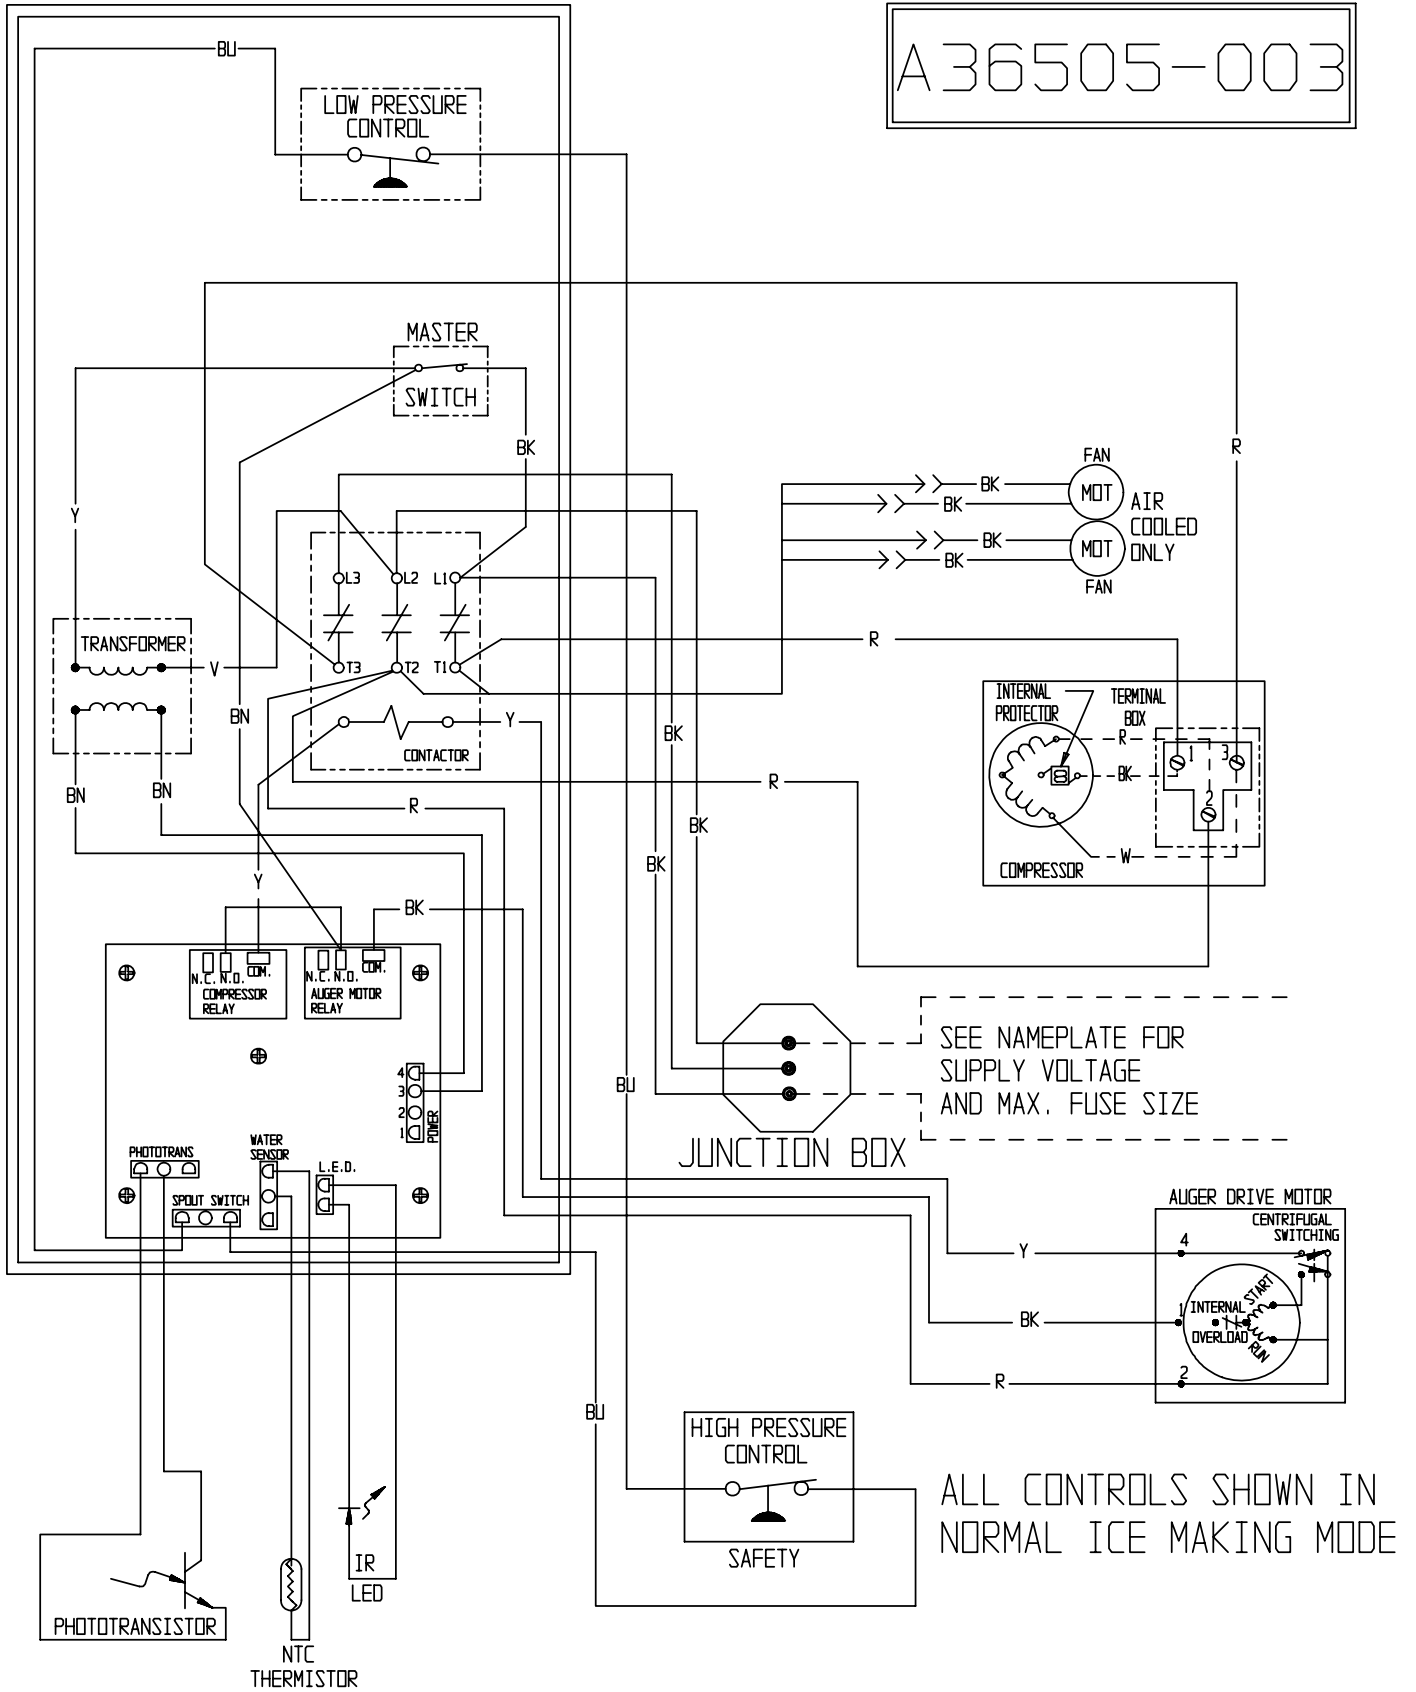 A36505-003
BU
LOW PRESSURE
CONTROL
MASTER
SWITCH
BK
R
Y
FAN
MOT
BK
BK
AIR
COOLED
ONLY
BK
MOT
BK
FAN
L3
L2
L1
TRANSFORMER
V
T3
T2
T1
R
BN
Y
CONTACTOR
BK
INTERNAL
PROTECTOR
TERMINAL
BOX
R
1
3
BK
2
W
COMPRESSOR
BN
BN
R
R
BK
BK
Y
BK
N.C. N.O.
COM.
COMPRESSOR
RELAY
N.C. N.O.
COM.
AUGER MOTOR
RELAY
4
3
2
1
POWER
BU
SEE NAMEPLATE FOR
SUPPLY VOLTAGE
AND MAX. FUSE SIZE
JUNCTION BOX
PHOTOTRANS
WATER
SENSOR
L.E.D.
SPOUT SWITCH
AUGER DRIVE MOTOR
CENTRIFUGAL
SWITCHING
4
Y
START
1
INTERNAL
OVERLOAD
RUN
BK
2
R
BU
HIGH PRESSURE
CONTROL
SAFETY
ALL CONTROLS SHOWN IN
NORMAL ICE MAKING MODE
IR
LED
PHOTOTRANSISTOR
NTC
THERMISTOR